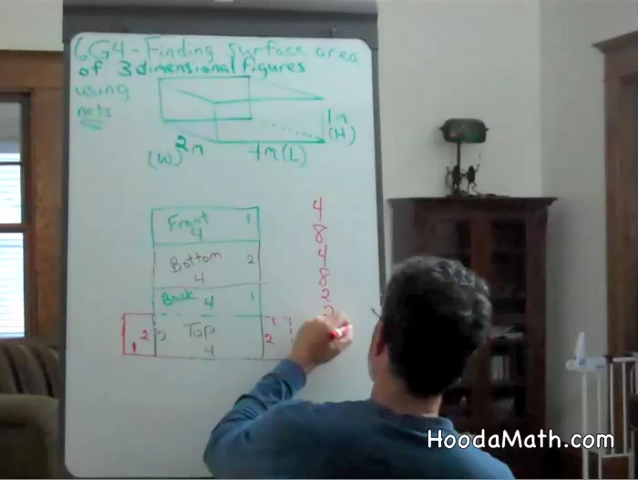 6G4 - Finding surface area
of 3 dimensional figures
using
nets
1m
(H)
(W) 2m
4m (L)
Front 1
4
Bottom 2
4
Back 4 1
2 2 Top 2
1
4
4
8
4
8
2
2
HoodaMath.com